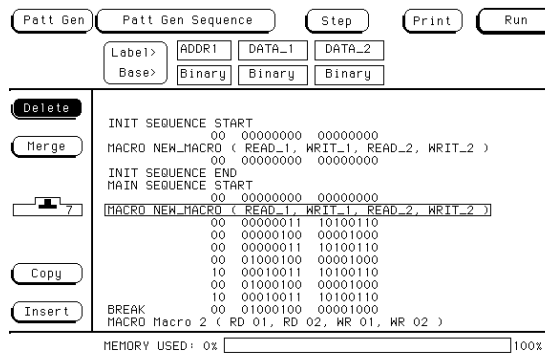 Patt Gen Patt Gen Sequence Step Print Run
Label> ADDR1 DATA_1 DATA_2
Base> Binary Binary Binary
Delete
INIT SEQUENCE START
00 00000000 00000000
Merge MACRO NEW_MACRO ( READ_1, WRIT_1, READ_2, WRIT_2 )
00 00000000 00000000
INIT SEQUENCE END
MAIN SEQUENCE START
00 00000000 00000000
7 MACRO NEW_MACRO ( READ_1, WRIT_1, READ_2, WRIT_2 )
00 00000011 10100110
00 00000100 00001000
00 00000011 10100110
00 01000100 00001000
Copy 10 00010011 10100110
00 01000100 00001000
10 00010011 10100110
Insert BREAK 00 01000100 00001000
MACRO Macro 2 ( RD 01, RD 02, WR 01, WR 02 )
MEMORY USED: 0% 100%